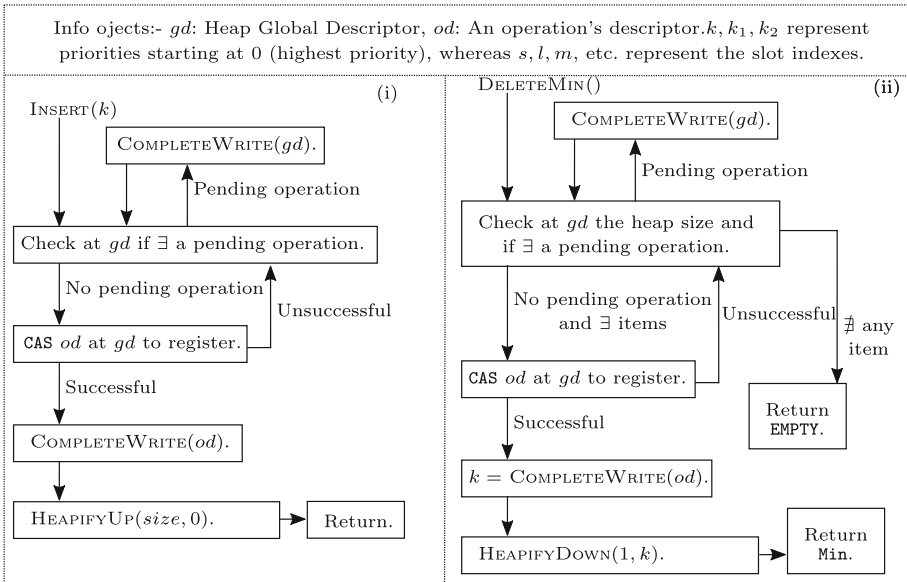 Info ojects:- gd: Heap Global Descriptor, od: An operation's descriptor.k, k₁, k₂ represent
priorities starting at 0 (highest priority), whereas s, l, m, etc. represent the slot indexes.
(i)
INSERT(k)
COMPLETEWRITE(gd).
Pending operation
Check at gd if ∃ a pending operation.
No pending operation
Unsuccessful
CAS od at gd to register.
Successful
COMPLETEWRITE(od).
HEAPIFYUP(size, 0).
Return.
(ii)
DELETEMIN()
COMPLETEWRITE(gd).
Pending operation
Check at gd the heap size and
if ∃ a pending operation.
No pending operation
and ∃ items
Unsuccessful
∄ any
item
CAS od at gd to register.
Return
EMPTY.
Successful
k = COMPLETEWRITE(od).
HEAPIFYDOWN(1, k).
Return
Min.